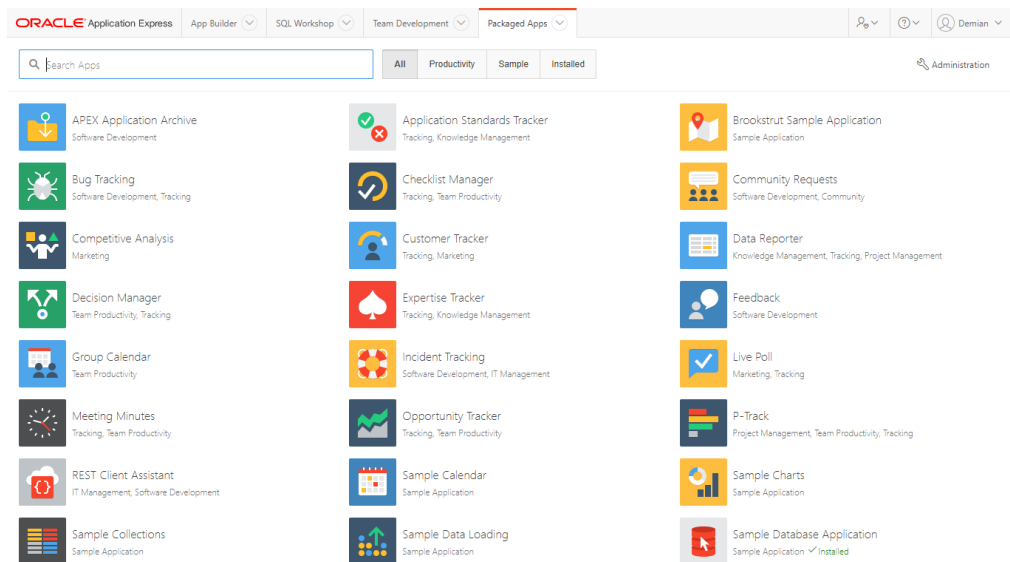 ORACLE Application Express App Builder SQL Workshop Team Development Packaged Apps Demian
Search Apps All Productivity Sample Installed Administration
APEX Application Archive
Software Development
Application Standards Tracker
Tracking, Knowledge Management
Brookstrut Sample Application
Sample Application
Bug Tracking
Software Development, Tracking
Checklist Manager
Tracking, Team Productivity
Community Requests
Software Development, Community
Competitive Analysis
Marketing
Customer Tracker
Tracking, Marketing
Data Reporter
Knowledge Management, Tracking, Project Management
Decision Manager
Team Productivity, Tracking
Expertise Tracker
Tracking, Knowledge Management
Feedback
Software Development
Group Calendar
Team Productivity
Incident Tracking
Software Development, IT Management
Live Poll
Marketing, Tracking
Meeting Minutes
Tracking, Team Productivity
Opportunity Tracker
Tracking, Team Productivity
P-Track
Project Management, Team Productivity, Tracking
REST Client Assistant
IT Management, Software Development
Sample Calendar
Sample Application
Sample Charts
Sample Application
Sample Collections
Sample Application
Sample Data Loading
Sample Application
Sample Database Application
Sample Application Installed